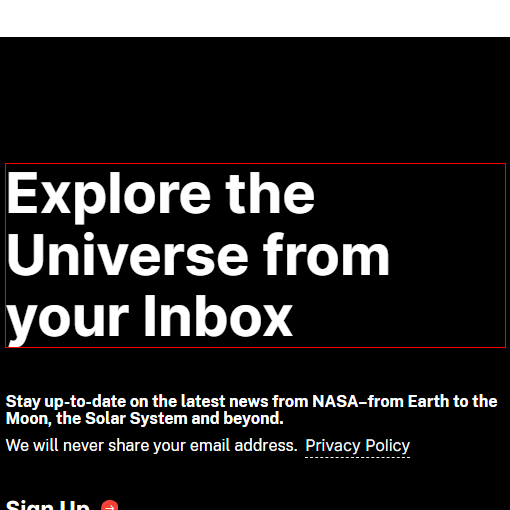 Explore the
Universe from
your Inbox
Stay up-to-date on the latest news from NASA–from Earth to the
Moon, the Solar System and beyond.
We will never share your email address. Privacy Policy
Sign Up